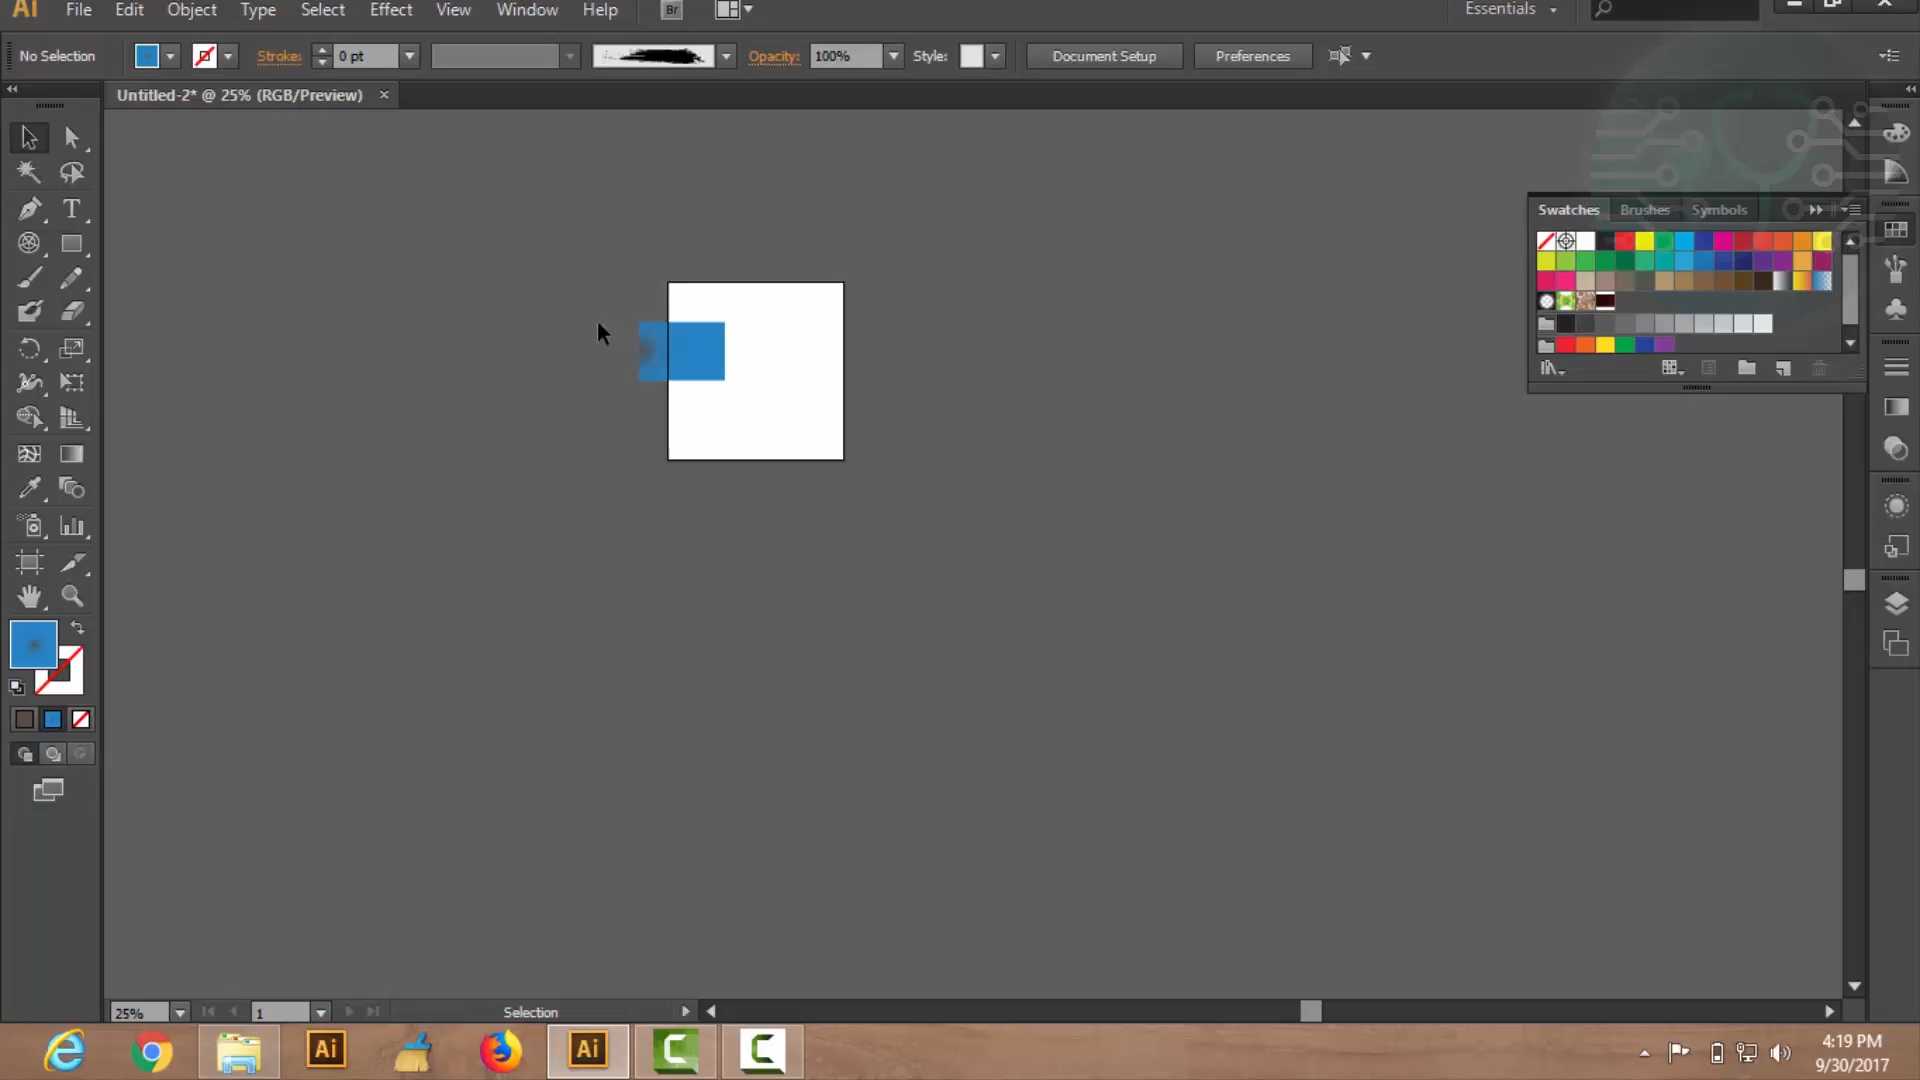 Ai File Edit Object Type Select Effect View Window Help Br Essentials
No Selection Stroke: 0 pt Opacity: 100% Style: Document Setup Preferences
Untitled-2* @ 25% (RGB/Preview)
Swatches Brushes Symbols
25% 1 Selection
Ai Ai
4:19 PM
9/30/2017